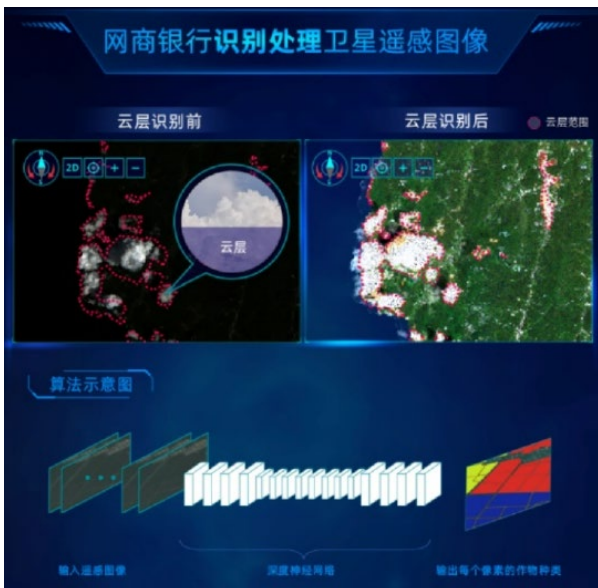 网商银行识别处理卫星遥感图像
云层识别前
云层识别后
云层范围
2D
云层
2D
算法示意图
输入遥感图像
深度神经网络
输出每个像素的作物种类